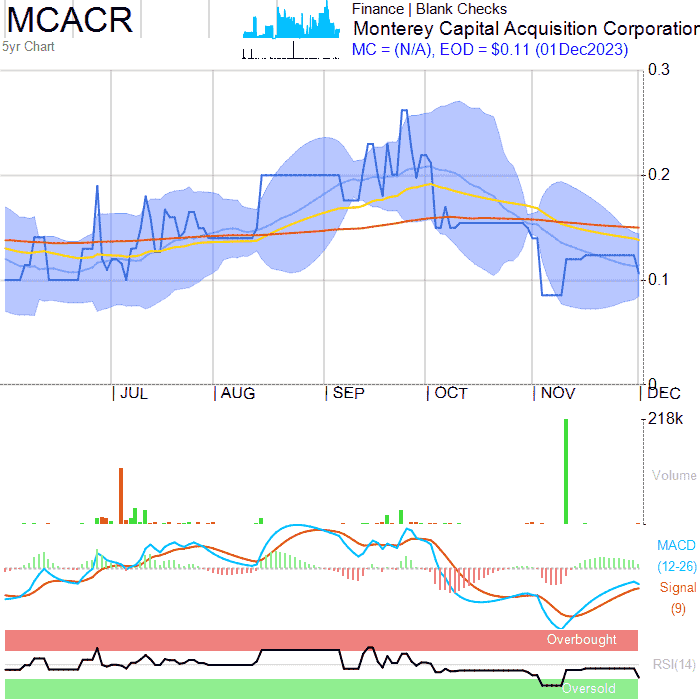 MCACR
5yr Chart
Finance | Blank Checks
Monterey Capital Acquisition Corporation
MC = (N/A), EOD = $0.11 (01Dec2023)
0.3
0.2
0.1
0
JUL AUG SEP OCT NOV DEC
218k
Volume
MACD
(12-26)
Signal
(9)
Overbought
RSI(14)
Oversold